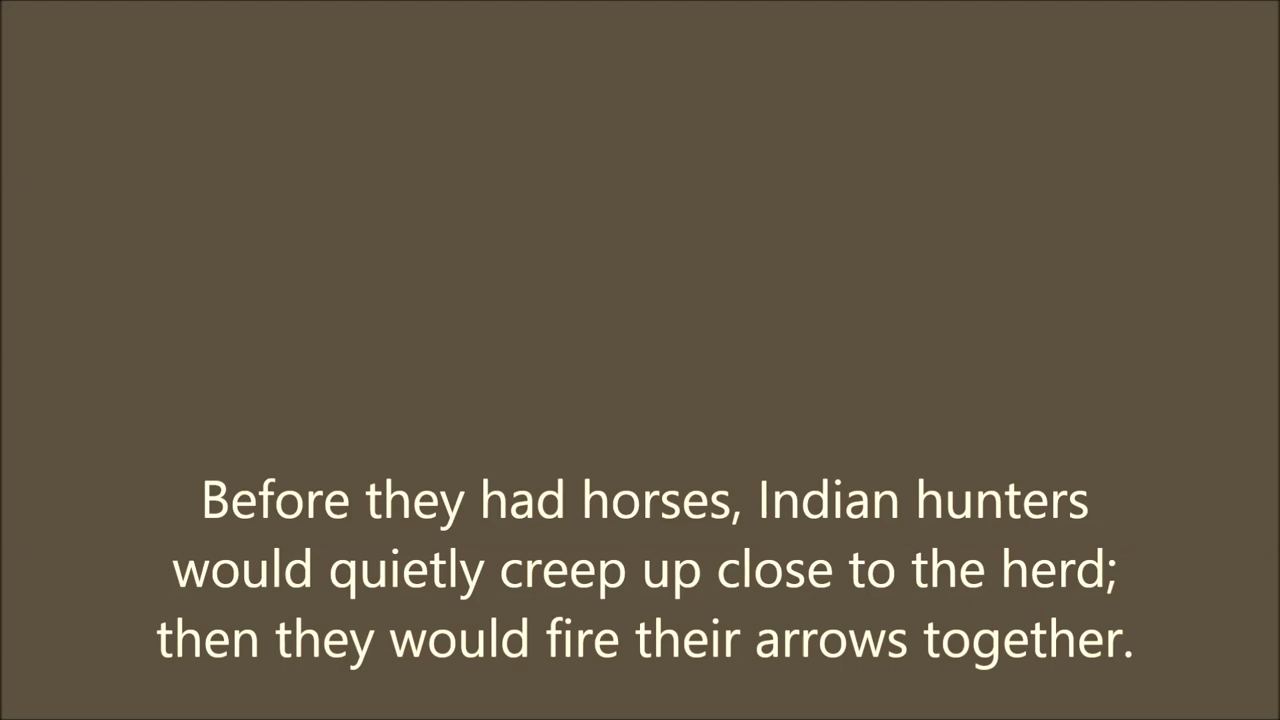 Before they had horses, Indian hunters
would quietly creep up close to the herd;
then they would fire their arrows together.